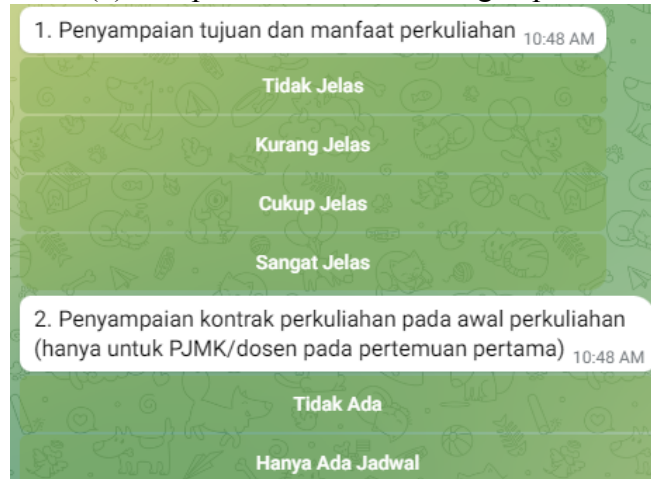 1. Penyampaian tujuan dan manfaat perkuliahan 10:48 AM
Tidak Jelas
Kurang Jelas
Cukup Jelas
Sangat Jelas
2. Penyampaian kontrak perkuliahan pada awal perkuliahan
(hanya untuk PJMK/dosen pada pertemuan pertama) 10:48 AM
Tidak Ada
Hanya Ada Jadwal